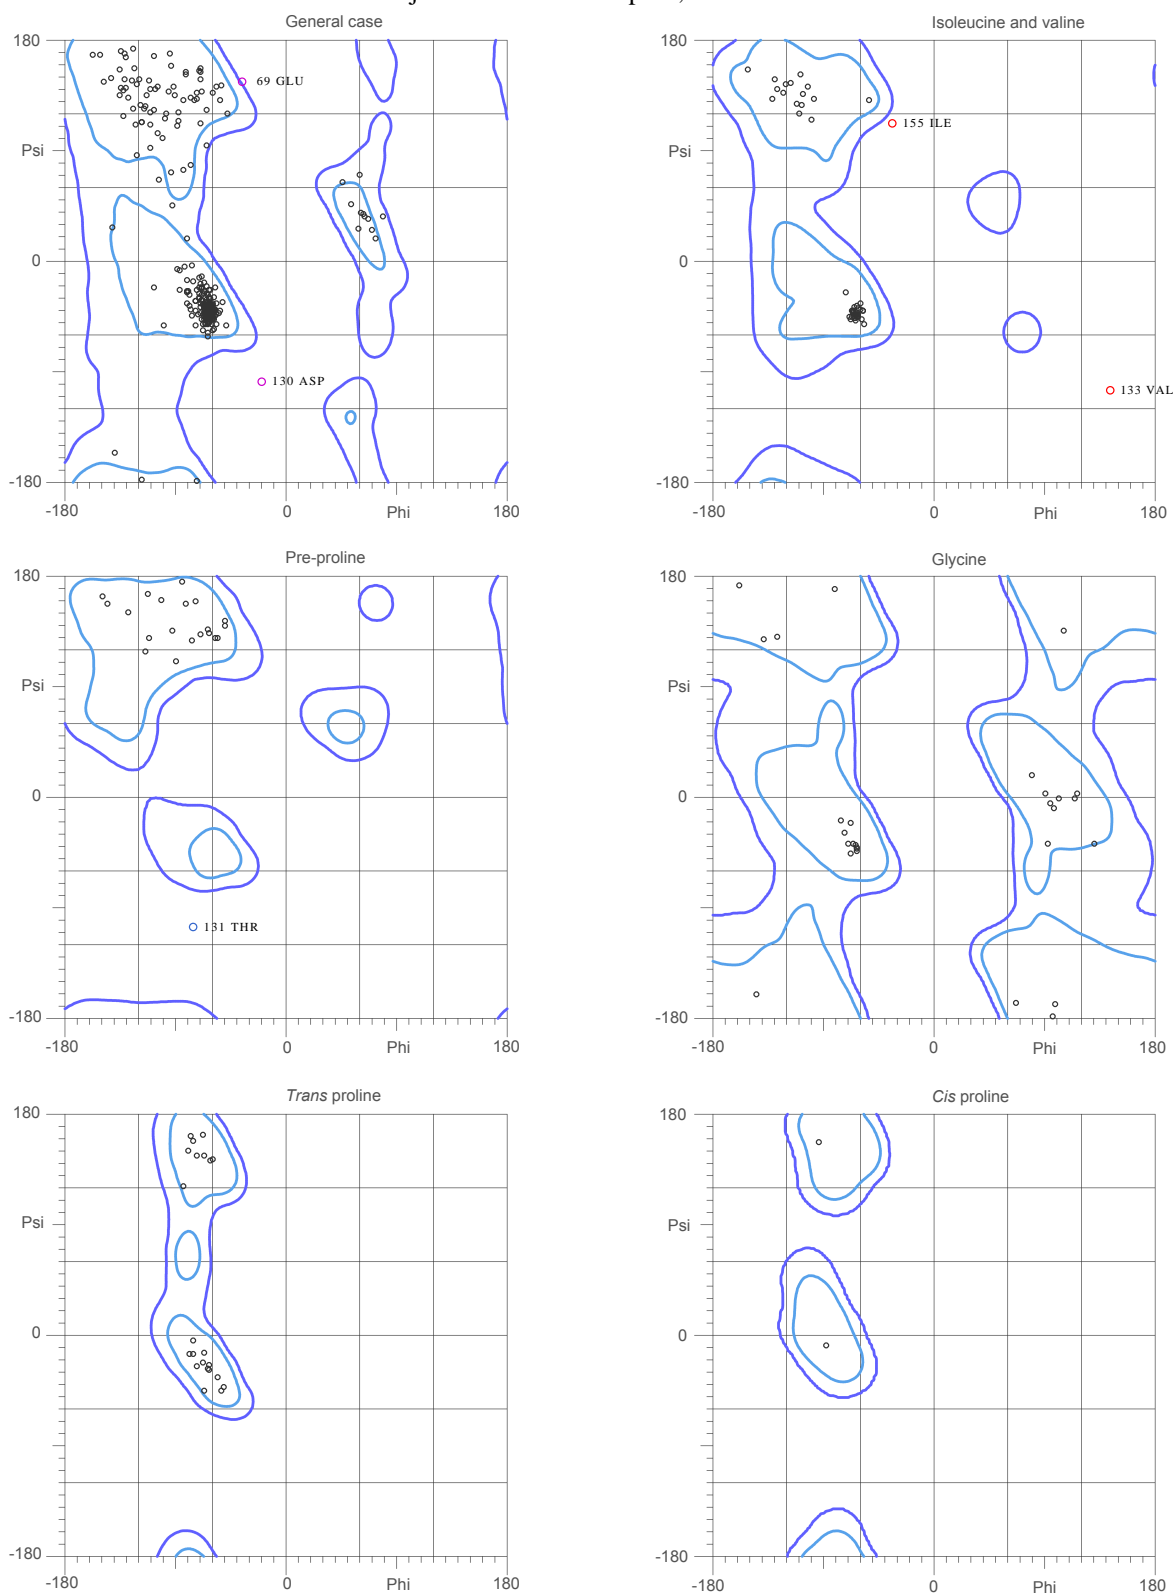 General case
Isoleucine and valine
180
180
69 GLU
155 ILE
Psi
Psi
0
0
130 ASP
133 VAL
-180
-180
-180
0
Phi
180
-180
0
Phi
180
Pre-proline
Glycine
180
180
Psi
Psi
0
0
131 THR
-180
-180
-180
0
Phi
180
-180
0
Phi
180
Trans proline
Cis proline
180
180
Psi
Psi
0
0
-180
-180
-180
0
Phi
180
-180
0
Phi
180